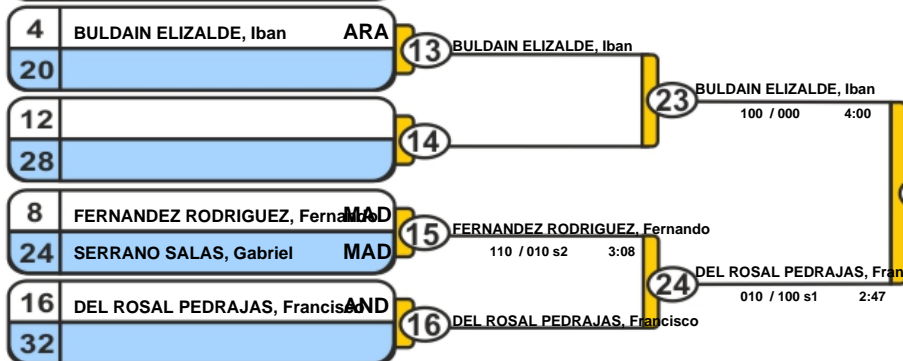 4 BULDAIN ELIZALDE, Iban ARA
20
13 BULDAIN ELIZALDE, Iban
12
28
14
23 BULDAIN ELIZALDE, Iban
100 / 000 4:00
8 FERNANDEZ RODRIGUEZ, Fernando MAD
24 SERRANO SALAS, Gabriel MAD
15 FERNANDEZ RODRIGUEZ, Fernando
110 / 010 s2 3:08
16 DEL ROSAL PEDRAJAS, Francisco AND
32
16 DEL ROSAL PEDRAJAS, Francisco
24 DEL ROSAL PEDRAJAS, Fran
010 / 100 s1 2:47